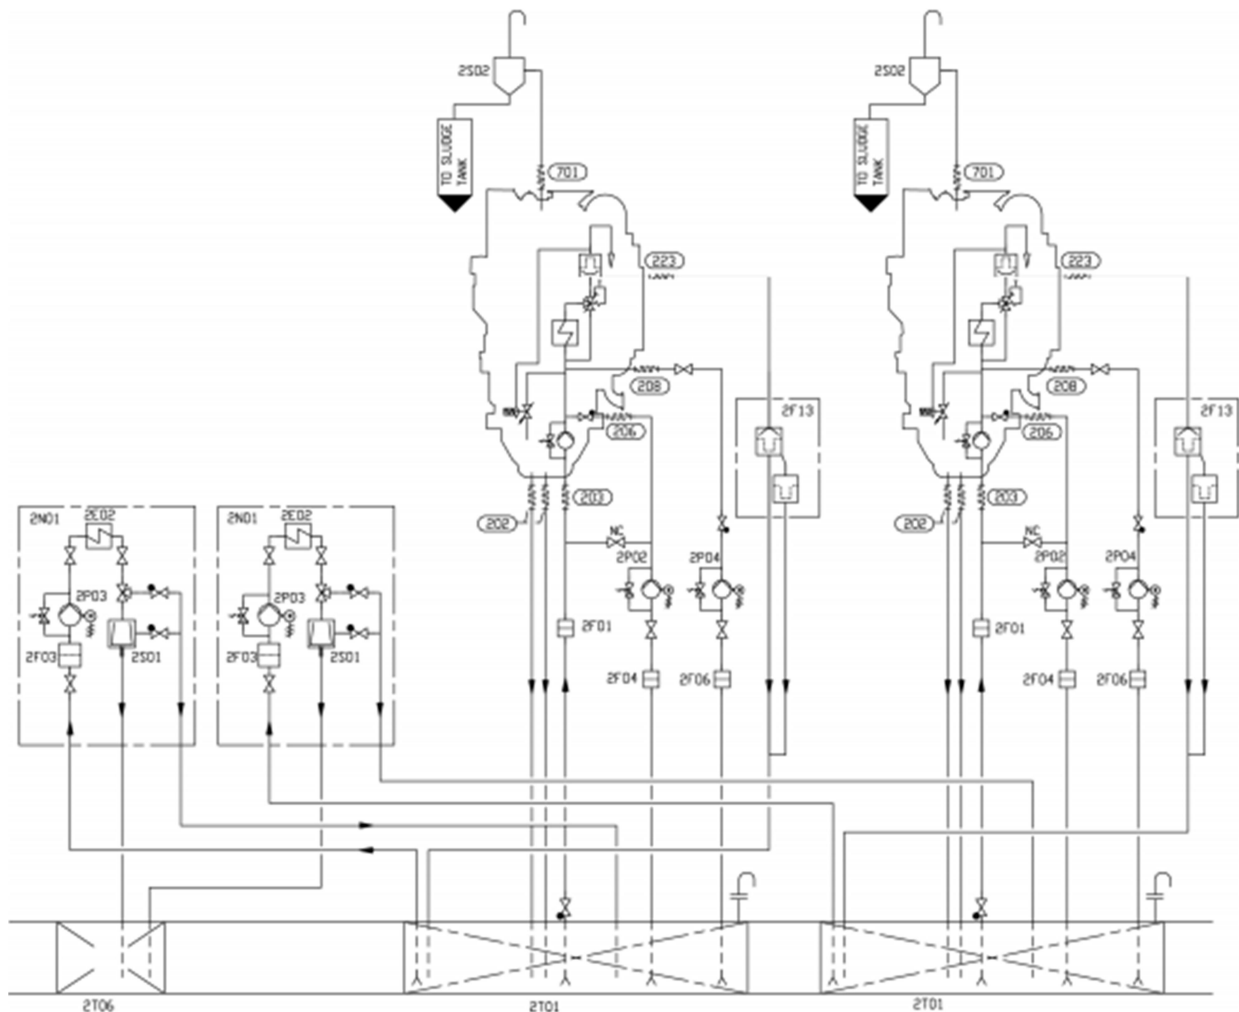 2S02
2S02
TO SLUDGE
TANK
TO SLUDGE
TANK
701
701
223
223
208
208
2F13
2F13
206
206
203
203
202
202
2N01
2E02
2N01
2E02
NC
NC
2P02
2P04
2P02
2P04
2P03
2P03
2F01
2F01
2F03
2S01
2F03
2S01
2F04
2F06
2F04
2F06
2T06
2T01
2T01